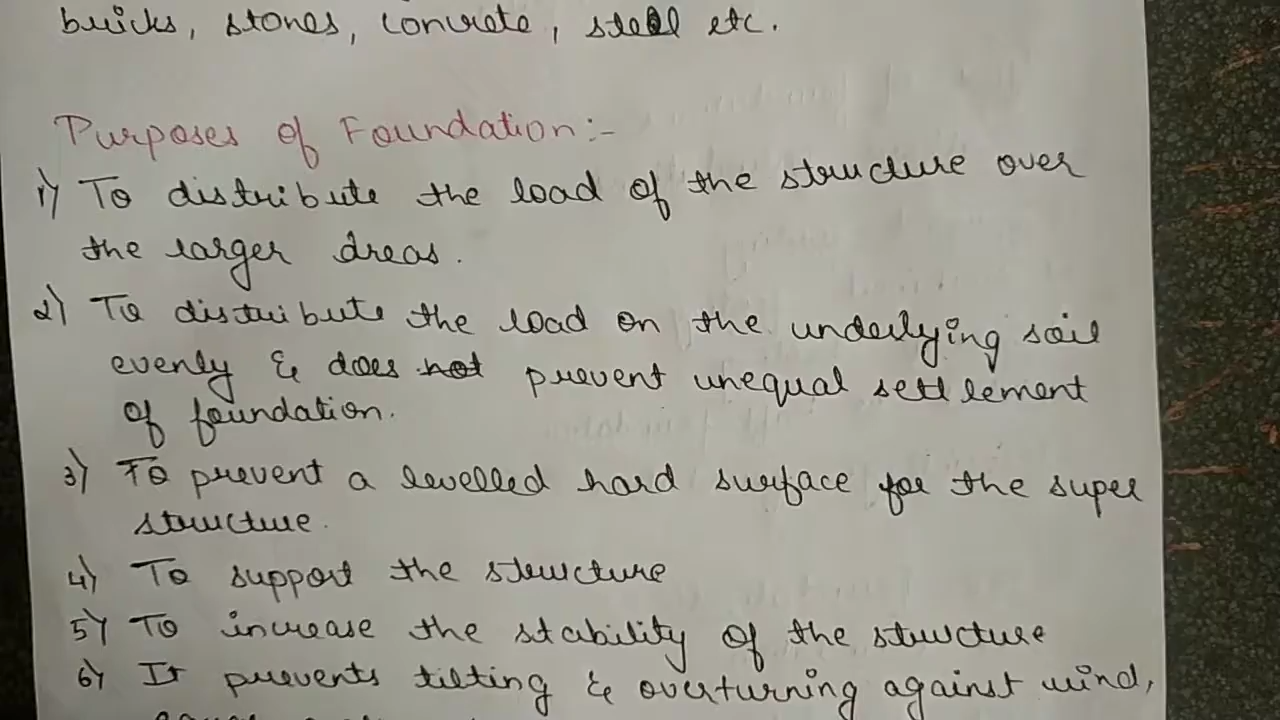 bricks, stones, concrete, steel etc.
Purposes of Foundation:-
1) To distribute the load of the structure over
the larger areas.
2) To distribute the load on the underlying soil
evenly & does not prevent unequal settlement
of foundation.
3) To prevent a levelled hard surface for the super
structure.
4) To support the structure
5) To increase the stability of the structure
6) It prevents tilting & overturning against wind,